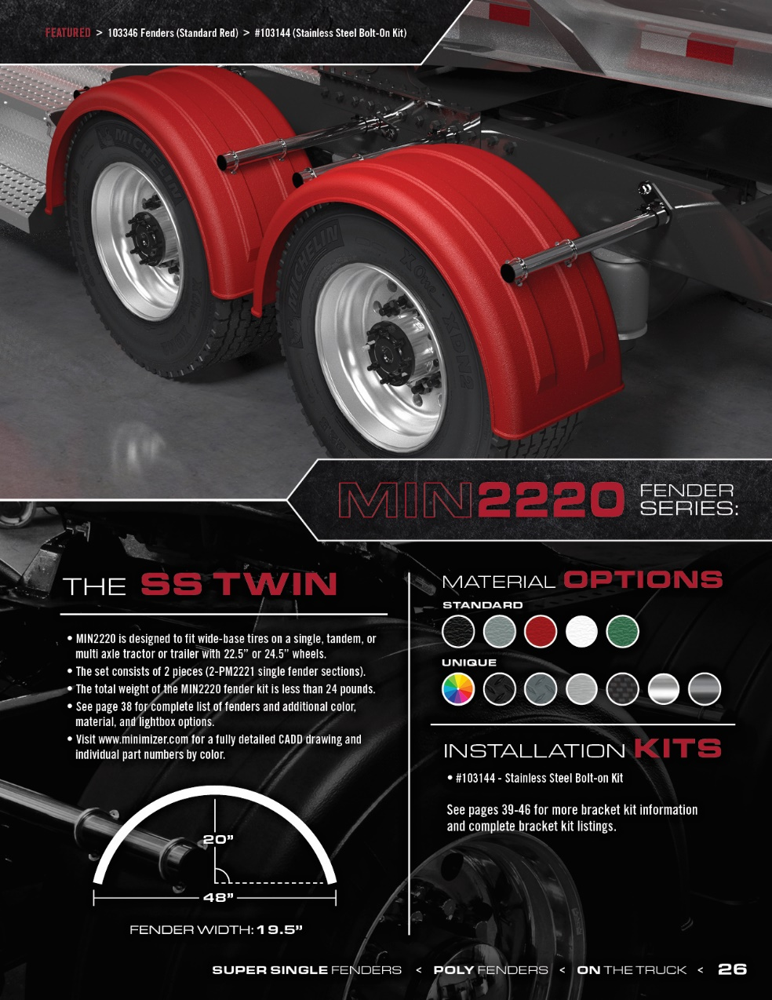 FEATURED > 103346 Fenders (Standard Red) > #103144 (Stainless Steel Bolt-On Kit)
MICHELIN
MICHELIN
X One
XDN2
MIN2220 FENDER
SERIES:
THE SS TWIN
• MIN2220 is designed to fit wide-base tires on a single, tandem, or
multi axle tractor or trailer with 22.5” or 24.5” wheels.
• The set consists of 2 pieces (2-PM2221 single fender sections).
• The total weight of the MIN2220 fender kit is less than 24 pounds.
• See page 38 for complete list of fenders and additional color,
material, and lightbox options.
• Visit www.minimizer.com for a fully detailed CADD drawing and
individual part numbers by color.
20”
48”
FENDER WIDTH: 19.5”
MATERIAL OPTIONS
STANDARD
UNIQUE
INSTALLATION KITS
• #103144 - Stainless Steel Bolt-on Kit
See pages 39-46 for more bracket kit information
and complete bracket kit listings.
SUPER SINGLE FENDERS < POLY FENDERS < ON THE TRUCK < 26